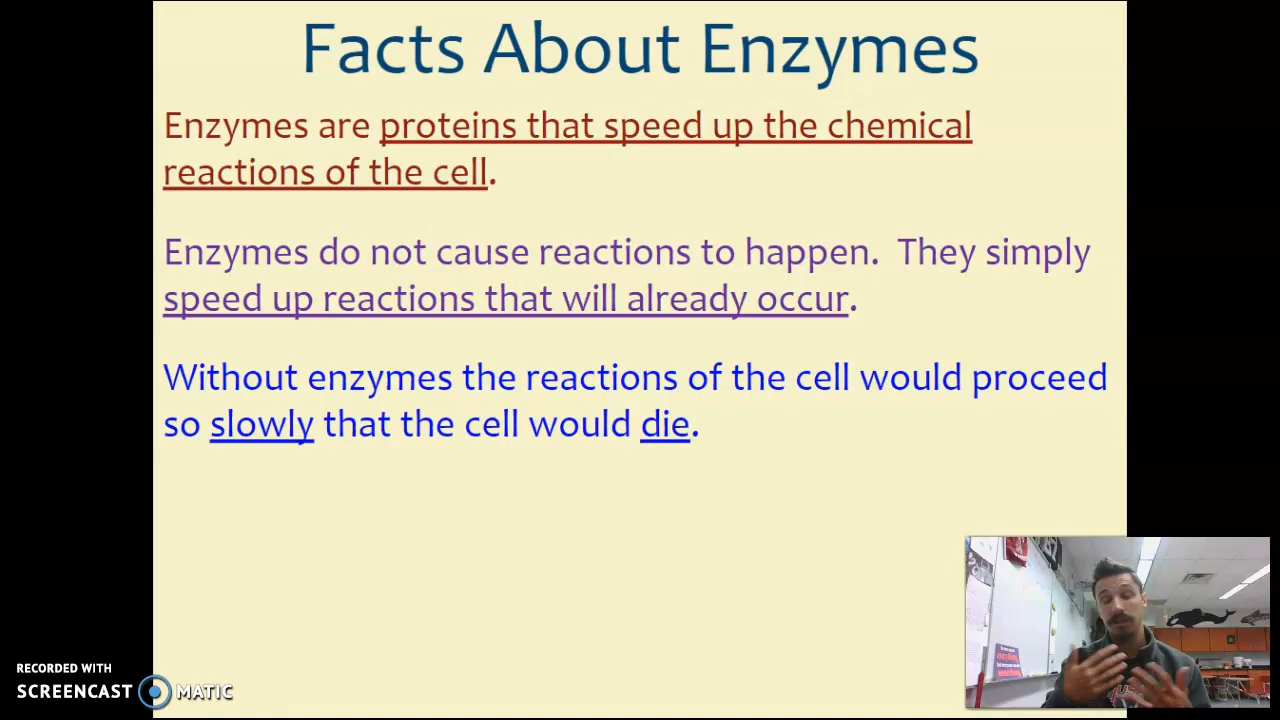 Facts About Enzymes
Enzymes are proteins that speed up the chemical
reactions of the cell.
Enzymes do not cause reactions to happen. They simply
speed up reactions that will already occur.
Without enzymes the reactions of the cell would proceed
so slowly that the cell would die.
RECORDED WITH
SCREENCAST MATIC